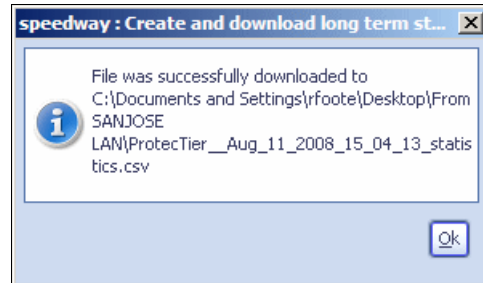 speedway : Create and download long term st...
File was successfully downloaded to
C:\Documents and Settings\rfoote\Desktop\From
SANJOSE
LAN\ProtecTier__Aug_11_2008_15_04_13_statis
tics.csv
Ok